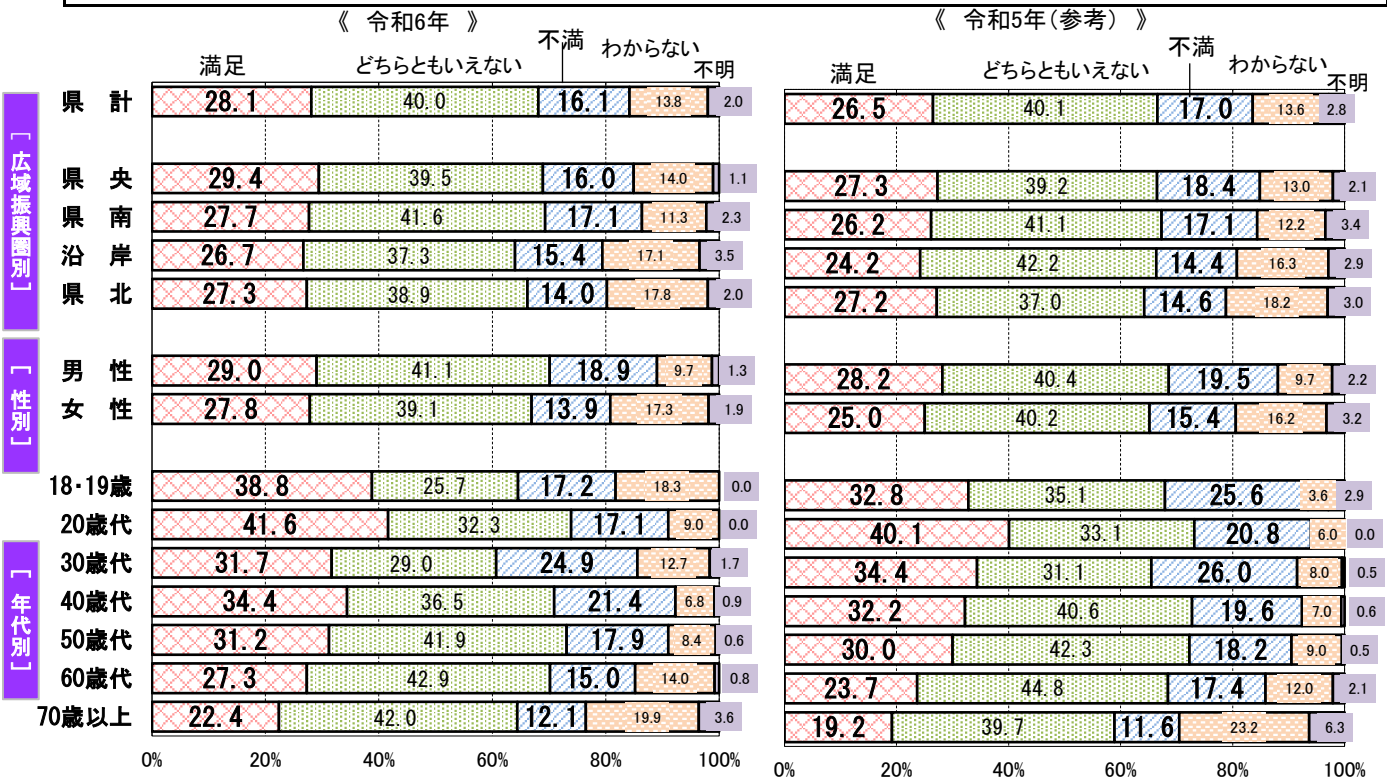 《 令和6年 》
《 令和5年(参考) 》
満足 どちらともいえない 不満 わからない 不明
満足 どちらともいえない 不満 わからない 不明
県 計 28.1 40.0 16.1 13.8 2.0 26.5 40.1 17.0 13.6 2.8
[広域振興圏別]
県 央 29.4 39.5 16.0 14.0 1.1 27.3 39.2 18.4 13.0 2.1
県 南 27.7 41.6 17.1 11.3 2.3 26.2 41.1 17.1 12.2 3.4
沿 岸 26.7 37.3 15.4 17.1 3.5 24.2 42.2 14.4 16.3 2.9
県 北 27.3 38.9 14.0 17.8 2.0 27.2 37.0 14.6 18.2 3.0
[性別]
男 性 29.0 41.1 18.9 9.7 1.3 28.2 40.4 19.5 9.7 2.2
女 性 27.8 39.1 13.9 17.3 1.9 25.0 40.2 15.4 16.2 3.2
[年代別]
18・19歳 38.8 25.7 17.2 18.3 0.0 32.8 35.1 25.6 3.6 2.9
20歳代 41.6 32.3 17.1 9.0 0.0 40.1 33.1 20.8 6.0 0.0
30歳代 31.7 29.0 24.9 12.7 1.7 34.4 31.1 26.0 8.0 0.5
40歳代 34.4 36.5 21.4 6.8 0.9 32.2 40.6 19.6 7.0 0.6
50歳代 31.2 41.9 17.9 8.4 0.6 30.0 42.3 18.2 9.0 0.5
60歳代 27.3 42.9 15.0 14.0 0.8 23.7 44.8 17.4 12.0 2.1
70歳以上 22.4 42.0 12.1 19.9 3.6 19.2 39.7 11.6 23.2 6.3
0% 20% 40% 60% 80% 100%
0% 20% 40% 60% 80% 100%